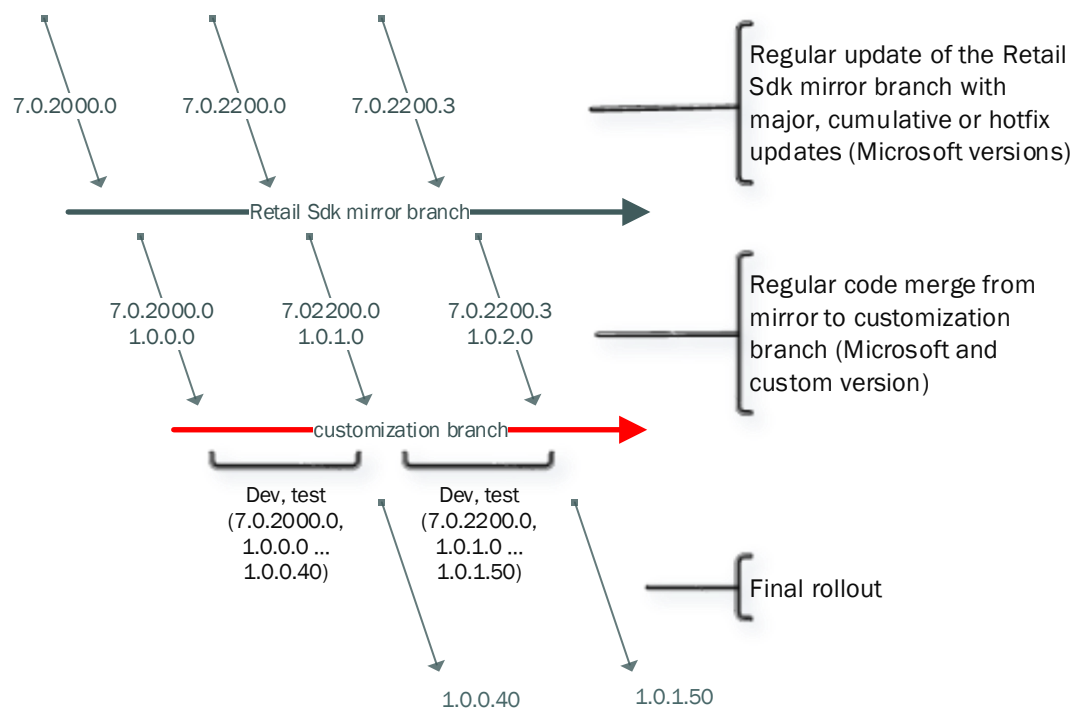 7.0.2000.0
7.0.2200.0
7.0.2200.3
Regular update of the Retail
Sdk mirror branch with
major, cumulative or hotfix
updates (Microsoft versions)
Retail Sdk mirror branch
7.0.2000.0
1.0.0.0
7.02200.0
1.0.1.0
7.0.2200.3
1.0.2.0
Regular code merge from
mirror to customization
branch (Microsoft and
custom version)
customization branch
Dev, test
(7.0.2000.0,
1.0.0.0 ...
1.0.0.40)
Dev, test
(7.0.2200.0,
1.0.1.0 ...
1.0.1.50)
Final rollout
1.0.0.40
1.0.1.50